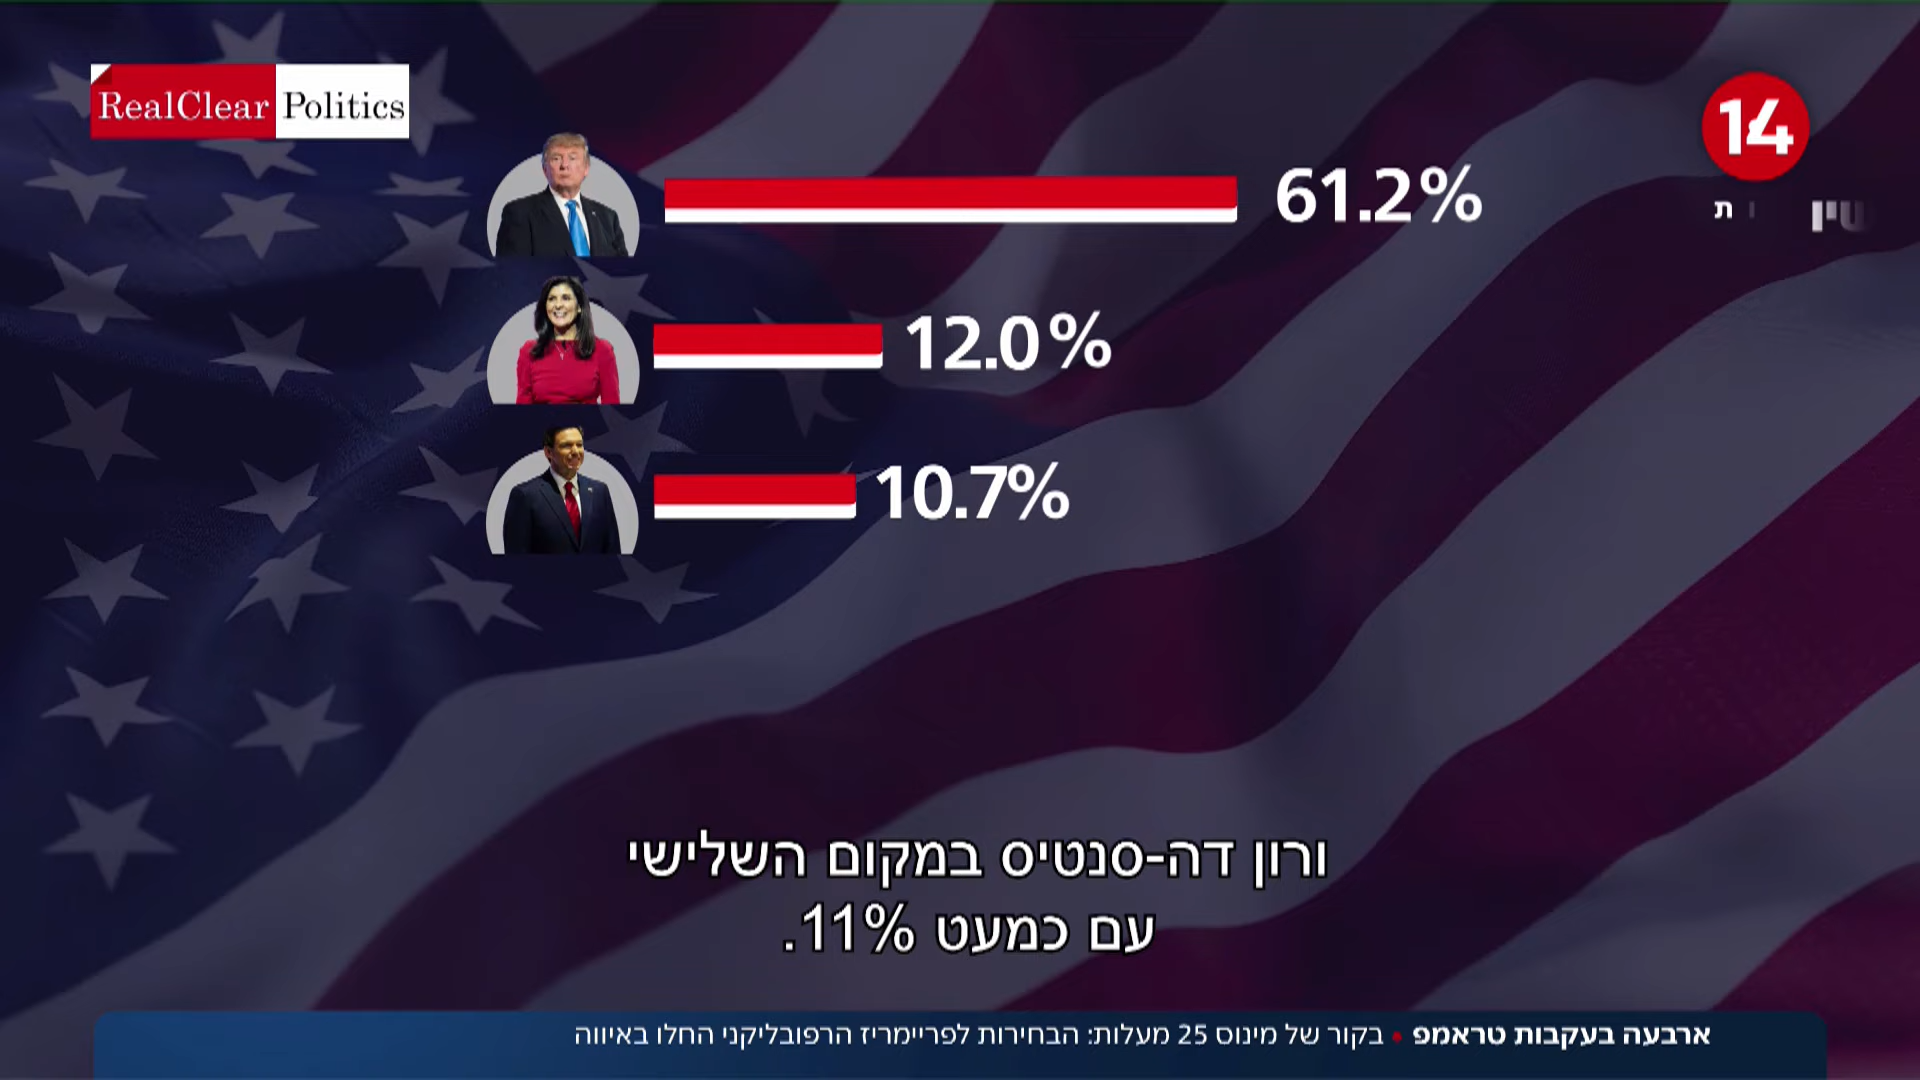 RealClear Politics
14
61.2%
12.0%
10.7%
ורון דה-סנטיס במקום השלישי
עם כמעט 11%.
ארבעה בעקבות טראמפ • בקור של מינוס 25 מעלות: הבחירות לפריימריז הרפובליקני החלו באיווה